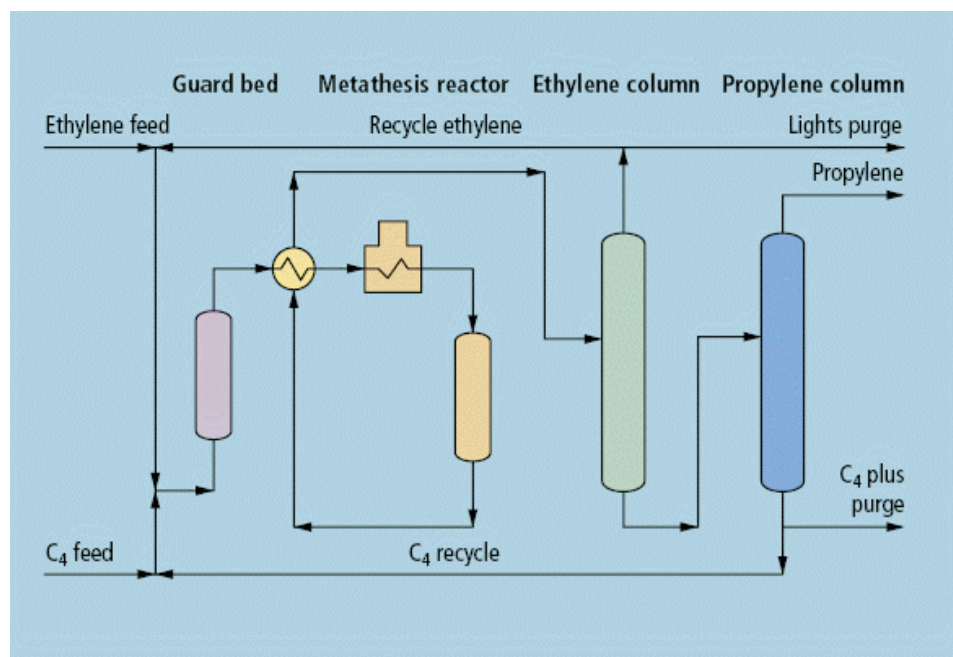 Guard bed
Metathesis reactor
Ethylene column
Propylene column
Ethylene feed
Recycle ethylene
Lights purge
Propylene
C₄ plus
purge
C₄ feed
C₄ recycle